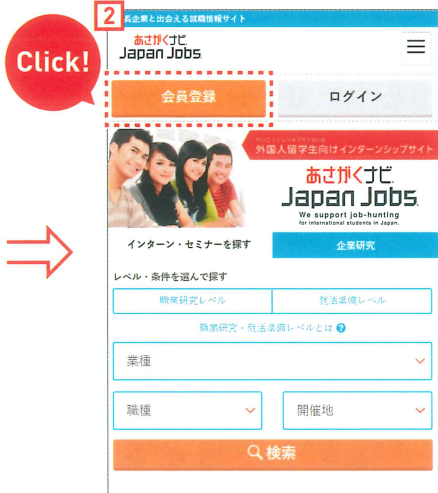 2
長企業と出会える就職情報サイト
Click!
あさがくナビ
Japan Jobs.
会員登録
ログイン
外国人留学生向けインターンシップサイト
あさがくナビ
Japan Jobs.
We support job-hunting
for international students in Japan.
インターン・セミナーを探す
企業研究
レベル・条件を選んで探す
職業研究レベル
就活準備レベル
職業研究・就活準備レベルとは ?
業種
職種
開催地
検索